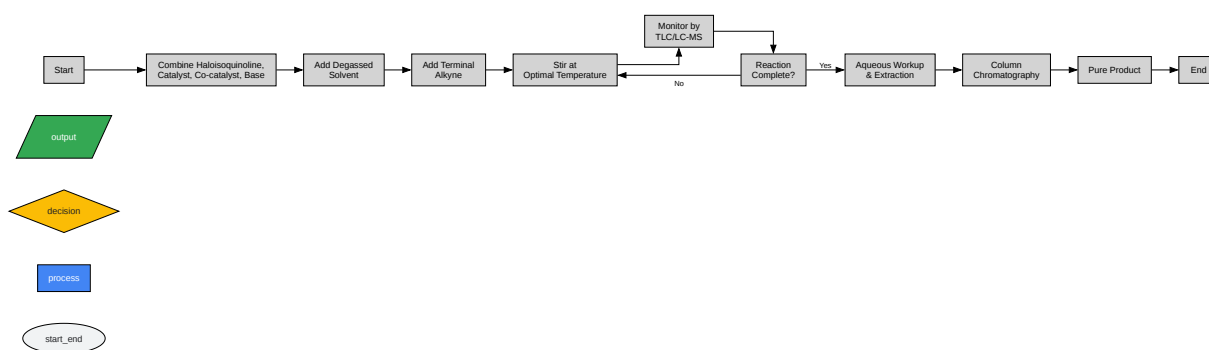 Start
Combine Haloisoquinoline,
Catalyst, Co-catalyst, Base
Add Degassed
Solvent
Add Terminal
Alkyne
Stir at
Optimal Temperature
Monitor by
TLC/LC-MS
No
Reaction
Complete?
Yes
Aqueous Workup
& Extraction
Column
Chromatography
Pure Product
End
output
decision
process
start_end